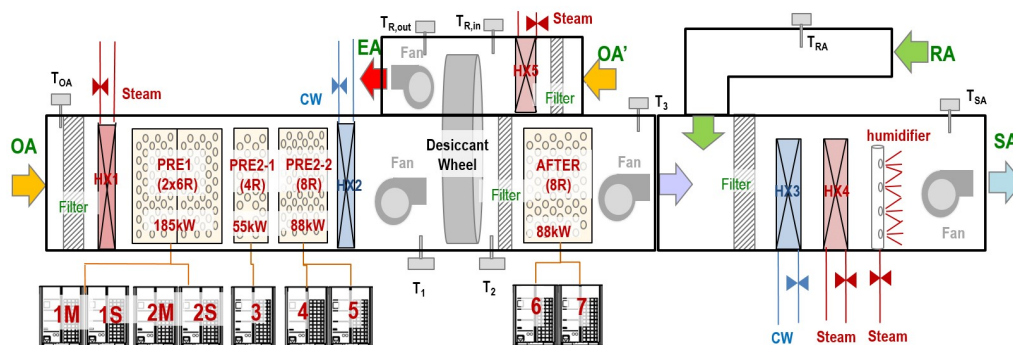 T_R,out
T_R,in
Steam
T_RA
EA
Fan
OA'
RA
T_OA
HX5
Steam
CW
Filter
T_3
T_SA
OA
Desiccant
Wheel
humidifier
SA
PRE1
(2x6R)
PRE2-1
(4R)
PRE2-2
(8R)
Fan
AFTER
(8R)
Fan
HX1
HX2
HX3
HX4
Filter
185kW
55kW
88kW
Filter
88kW
Filter
Fan
T_1
T_2
1M
1S
2M
2S
3
4
5
6
7
CW
Steam
Steam